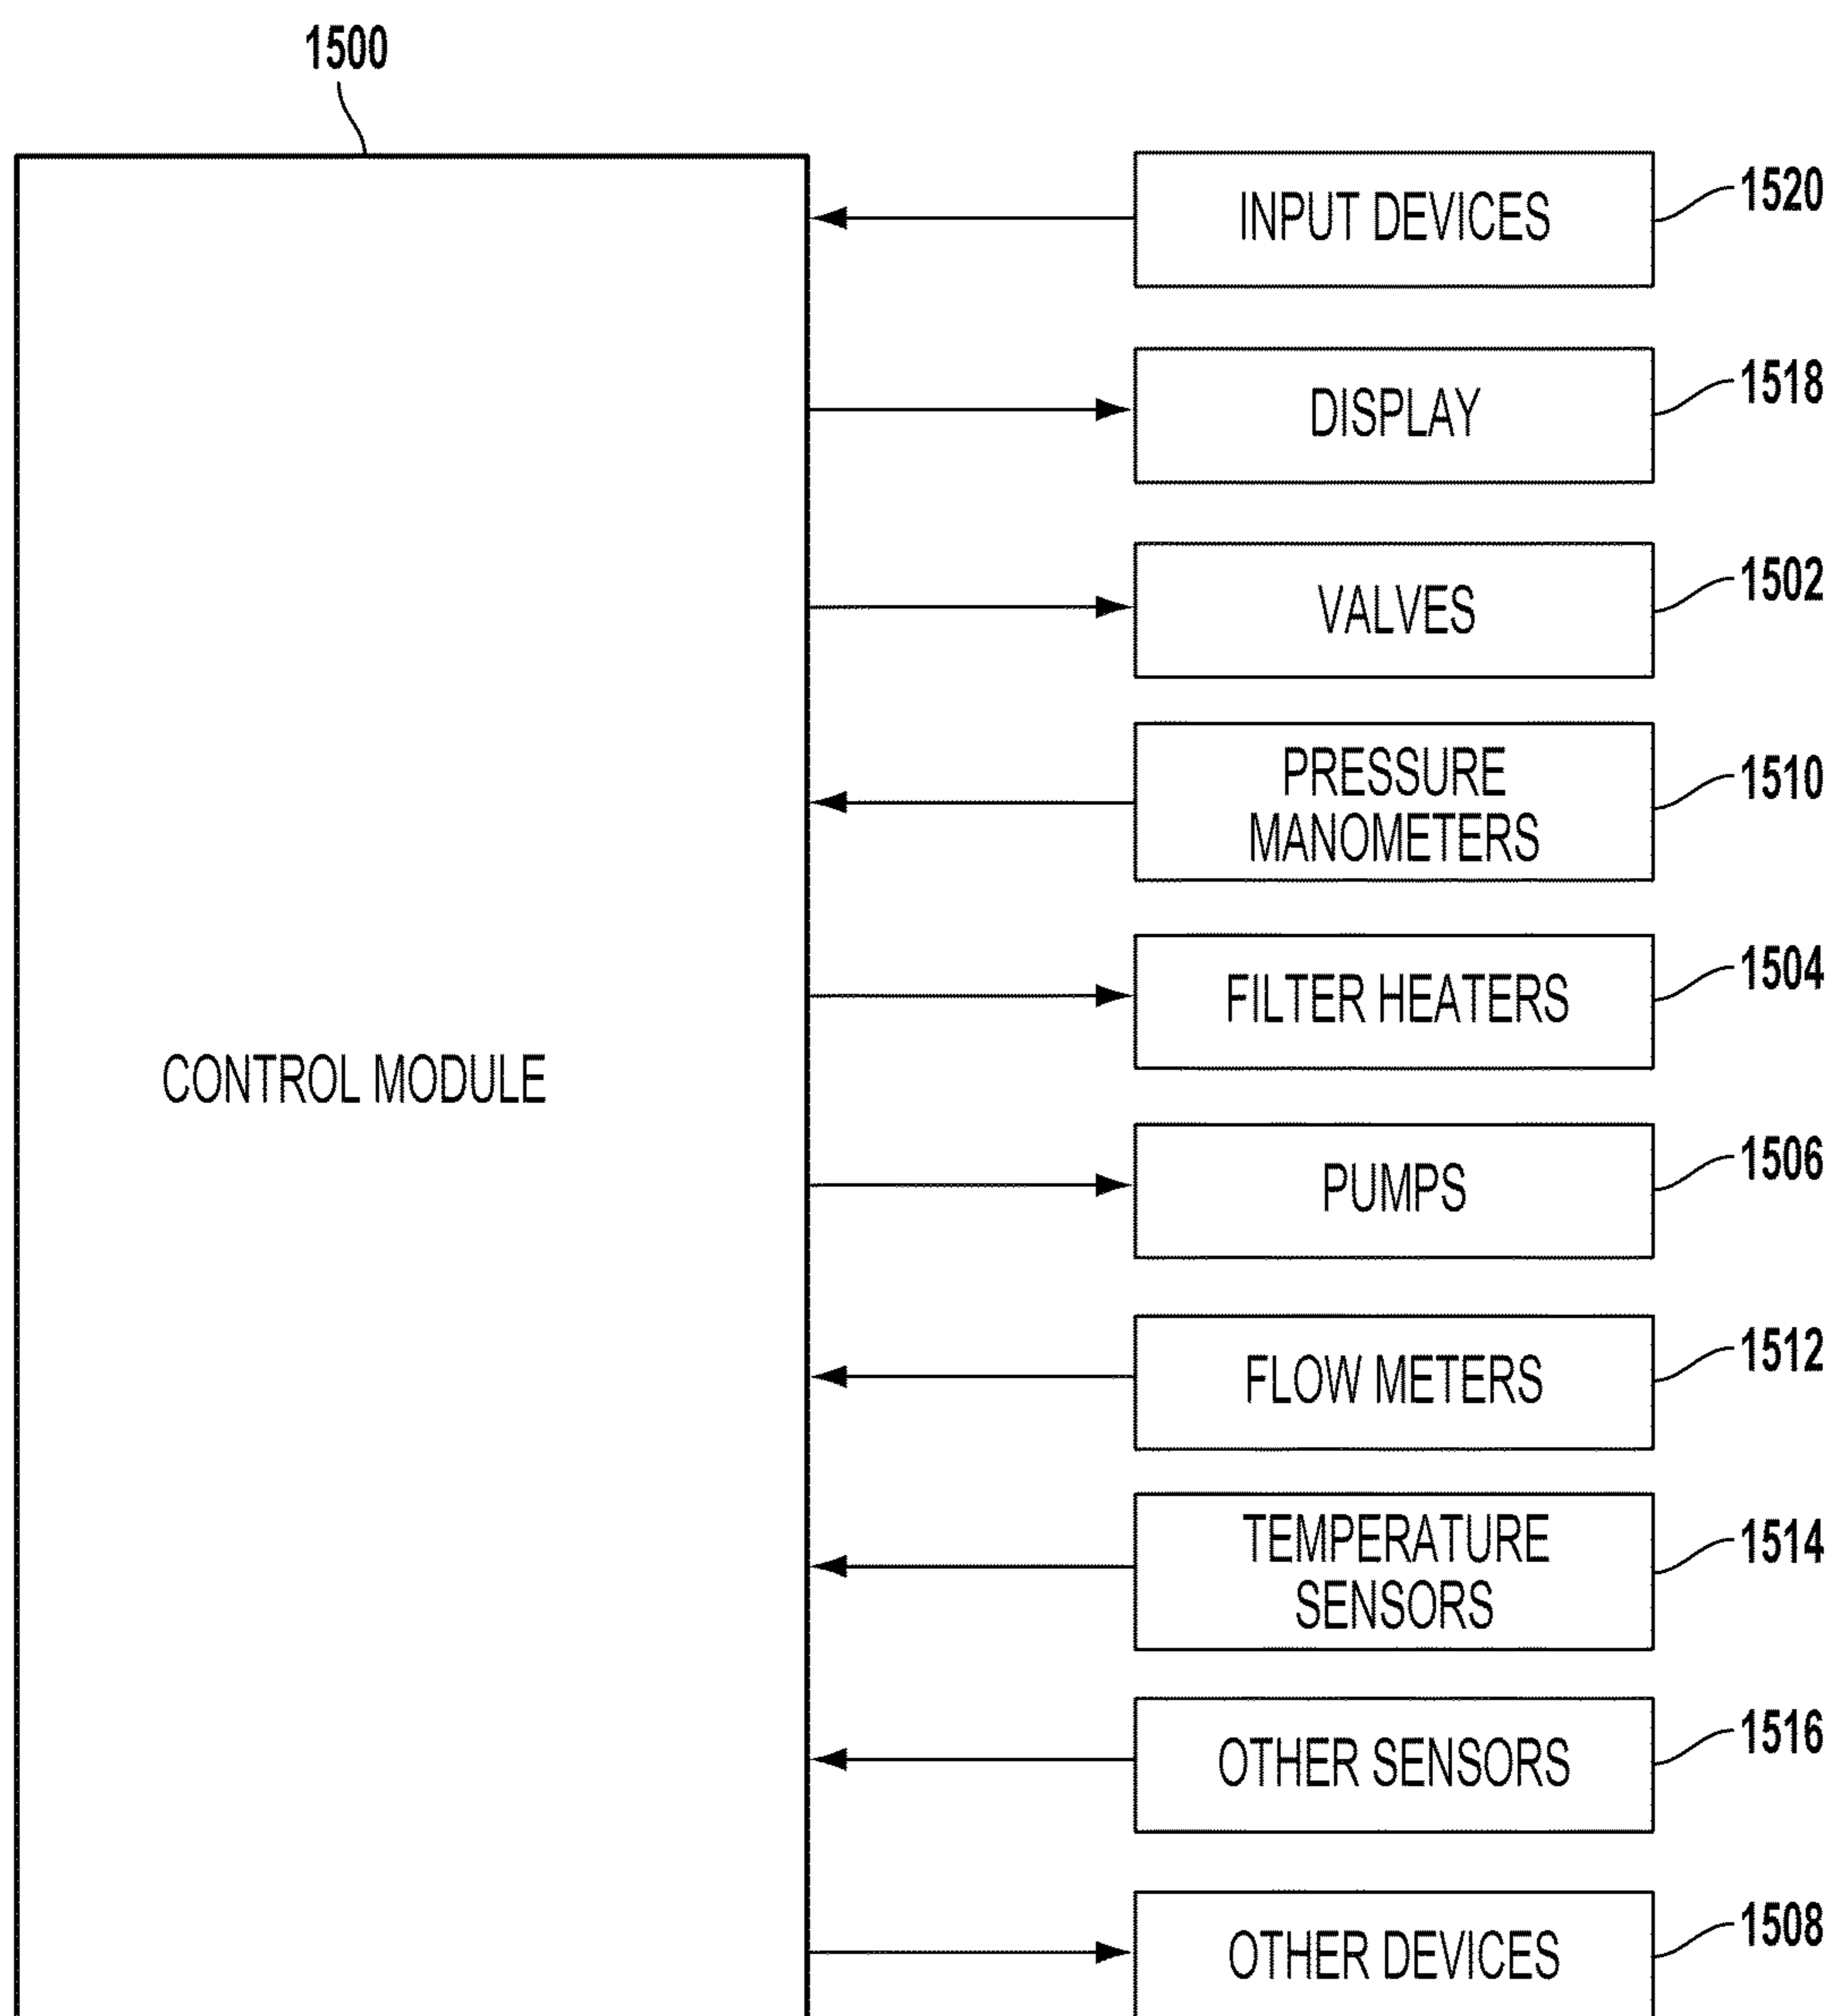 1500
INPUT DEVICES
1520
DISPLAY
1518
VALVES
1502
PRESSURE
MANOMETERS
1510
FILTER HEATERS
1504
CONTROL MODULE
PUMPS
1506
FLOW METERS
1512
TEMPERATURE
SENSORS
1514
OTHER SENSORS
1516
OTHER DEVICES
1508